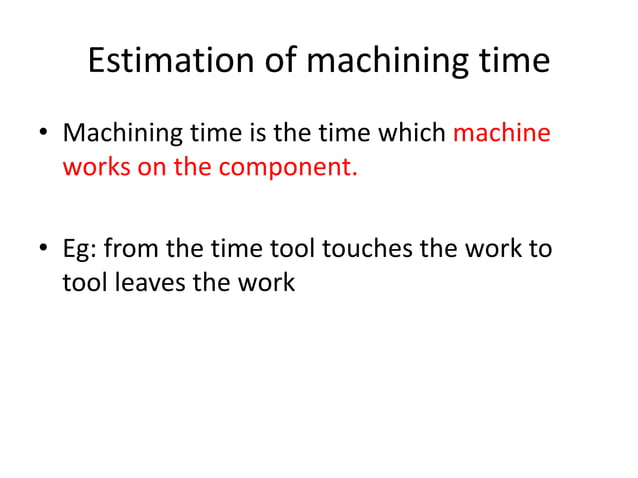 Estimation of machining time
• Machining time is the time which machine
works on the component.
• Eg: from the time tool touches the work to
tool leaves the work